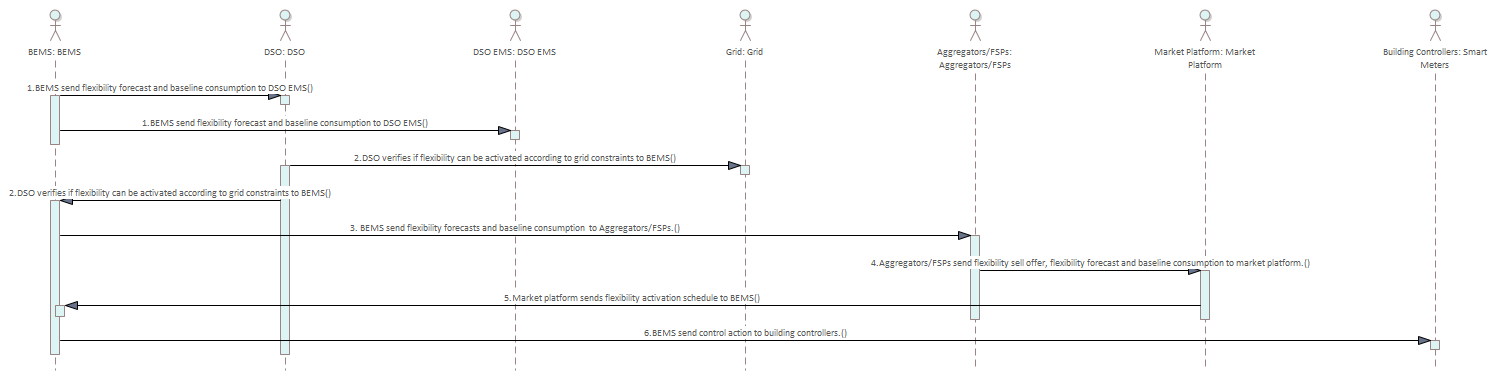 BEMS: BEMS
DSO: DSO
DSO EMS: DSO EMS
Grid: Grid
Aggregators/FSPs:
Aggregators/FSPs
Market Platform: Market
Platform
Building Controllers: Smart
Meters
1.BEMS send flexibility forecast and baseline consumption to DSO EMS()
1.BEMS send flexibility forecast and baseline consumption to DSO EMS()
2.DSO verifies if flexibility can be activated according to grid constraints to BEMS()
2.DSO verifies if flexibility can be activated according to grid constraints to BEMS()
3. BEMS send flexibility forecasts and baseline consumption  to Aggregators/FSPs.()
4.Aggregators/FSPs send flexibility sell offer, flexibility forecast and baseline consumption to market platform.()
5.Market platform sends flexibility activation schedule to BEMS()
6.BEMS send control action to building controllers.()